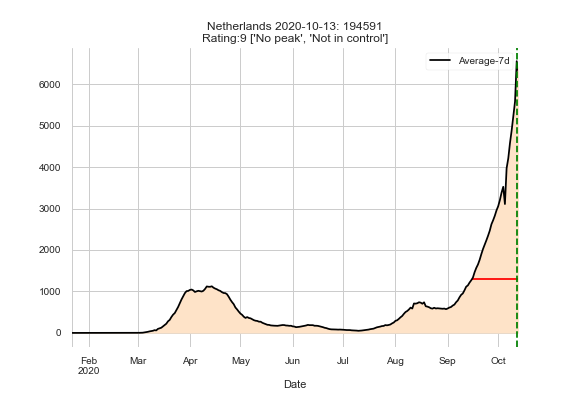 Netherlands 2020-10-13: 194591
Rating:9 ['No peak', 'Not in control']
Average-7d
6000
5000
4000
3000
2000
1000
0
Feb Mar Apr May Jun Jul Aug Sep Oct
2020
Date